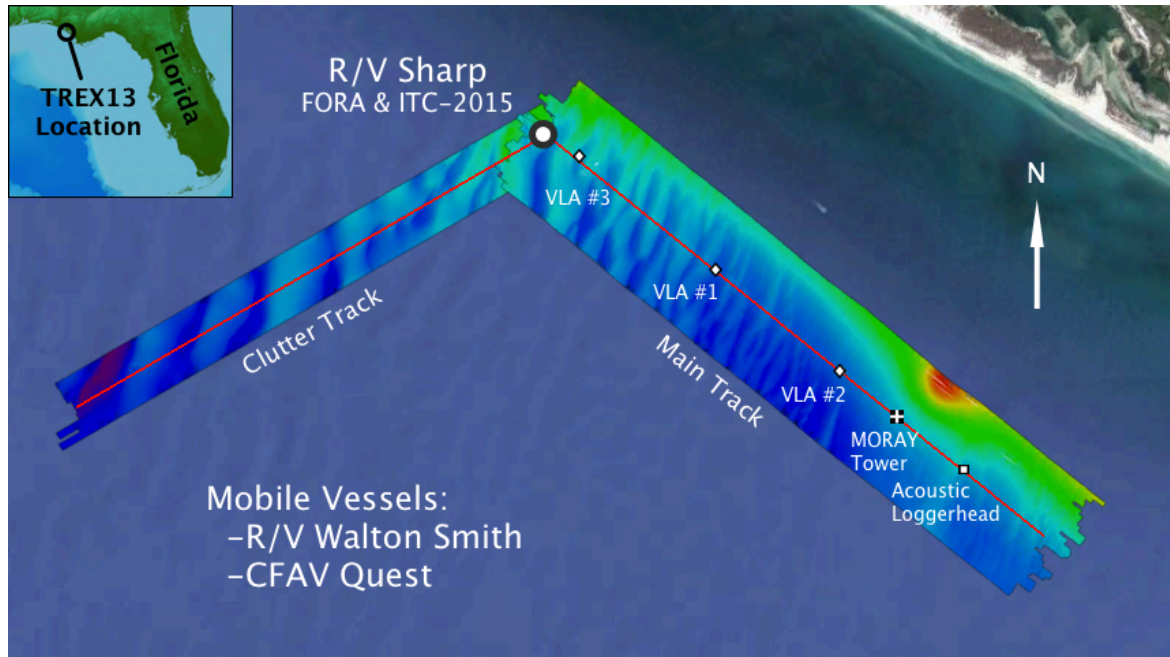 Florida
TREX13
Location
R/V Sharp
FORA & ITC-2015
N
VLA #3
VLA #1
Clutter Track
Main Track
VLA #2
MORAY
Tower
Acoustic
Loggerhead
Mobile Vessels:
-R/V Walton Smith
-CFAV Quest